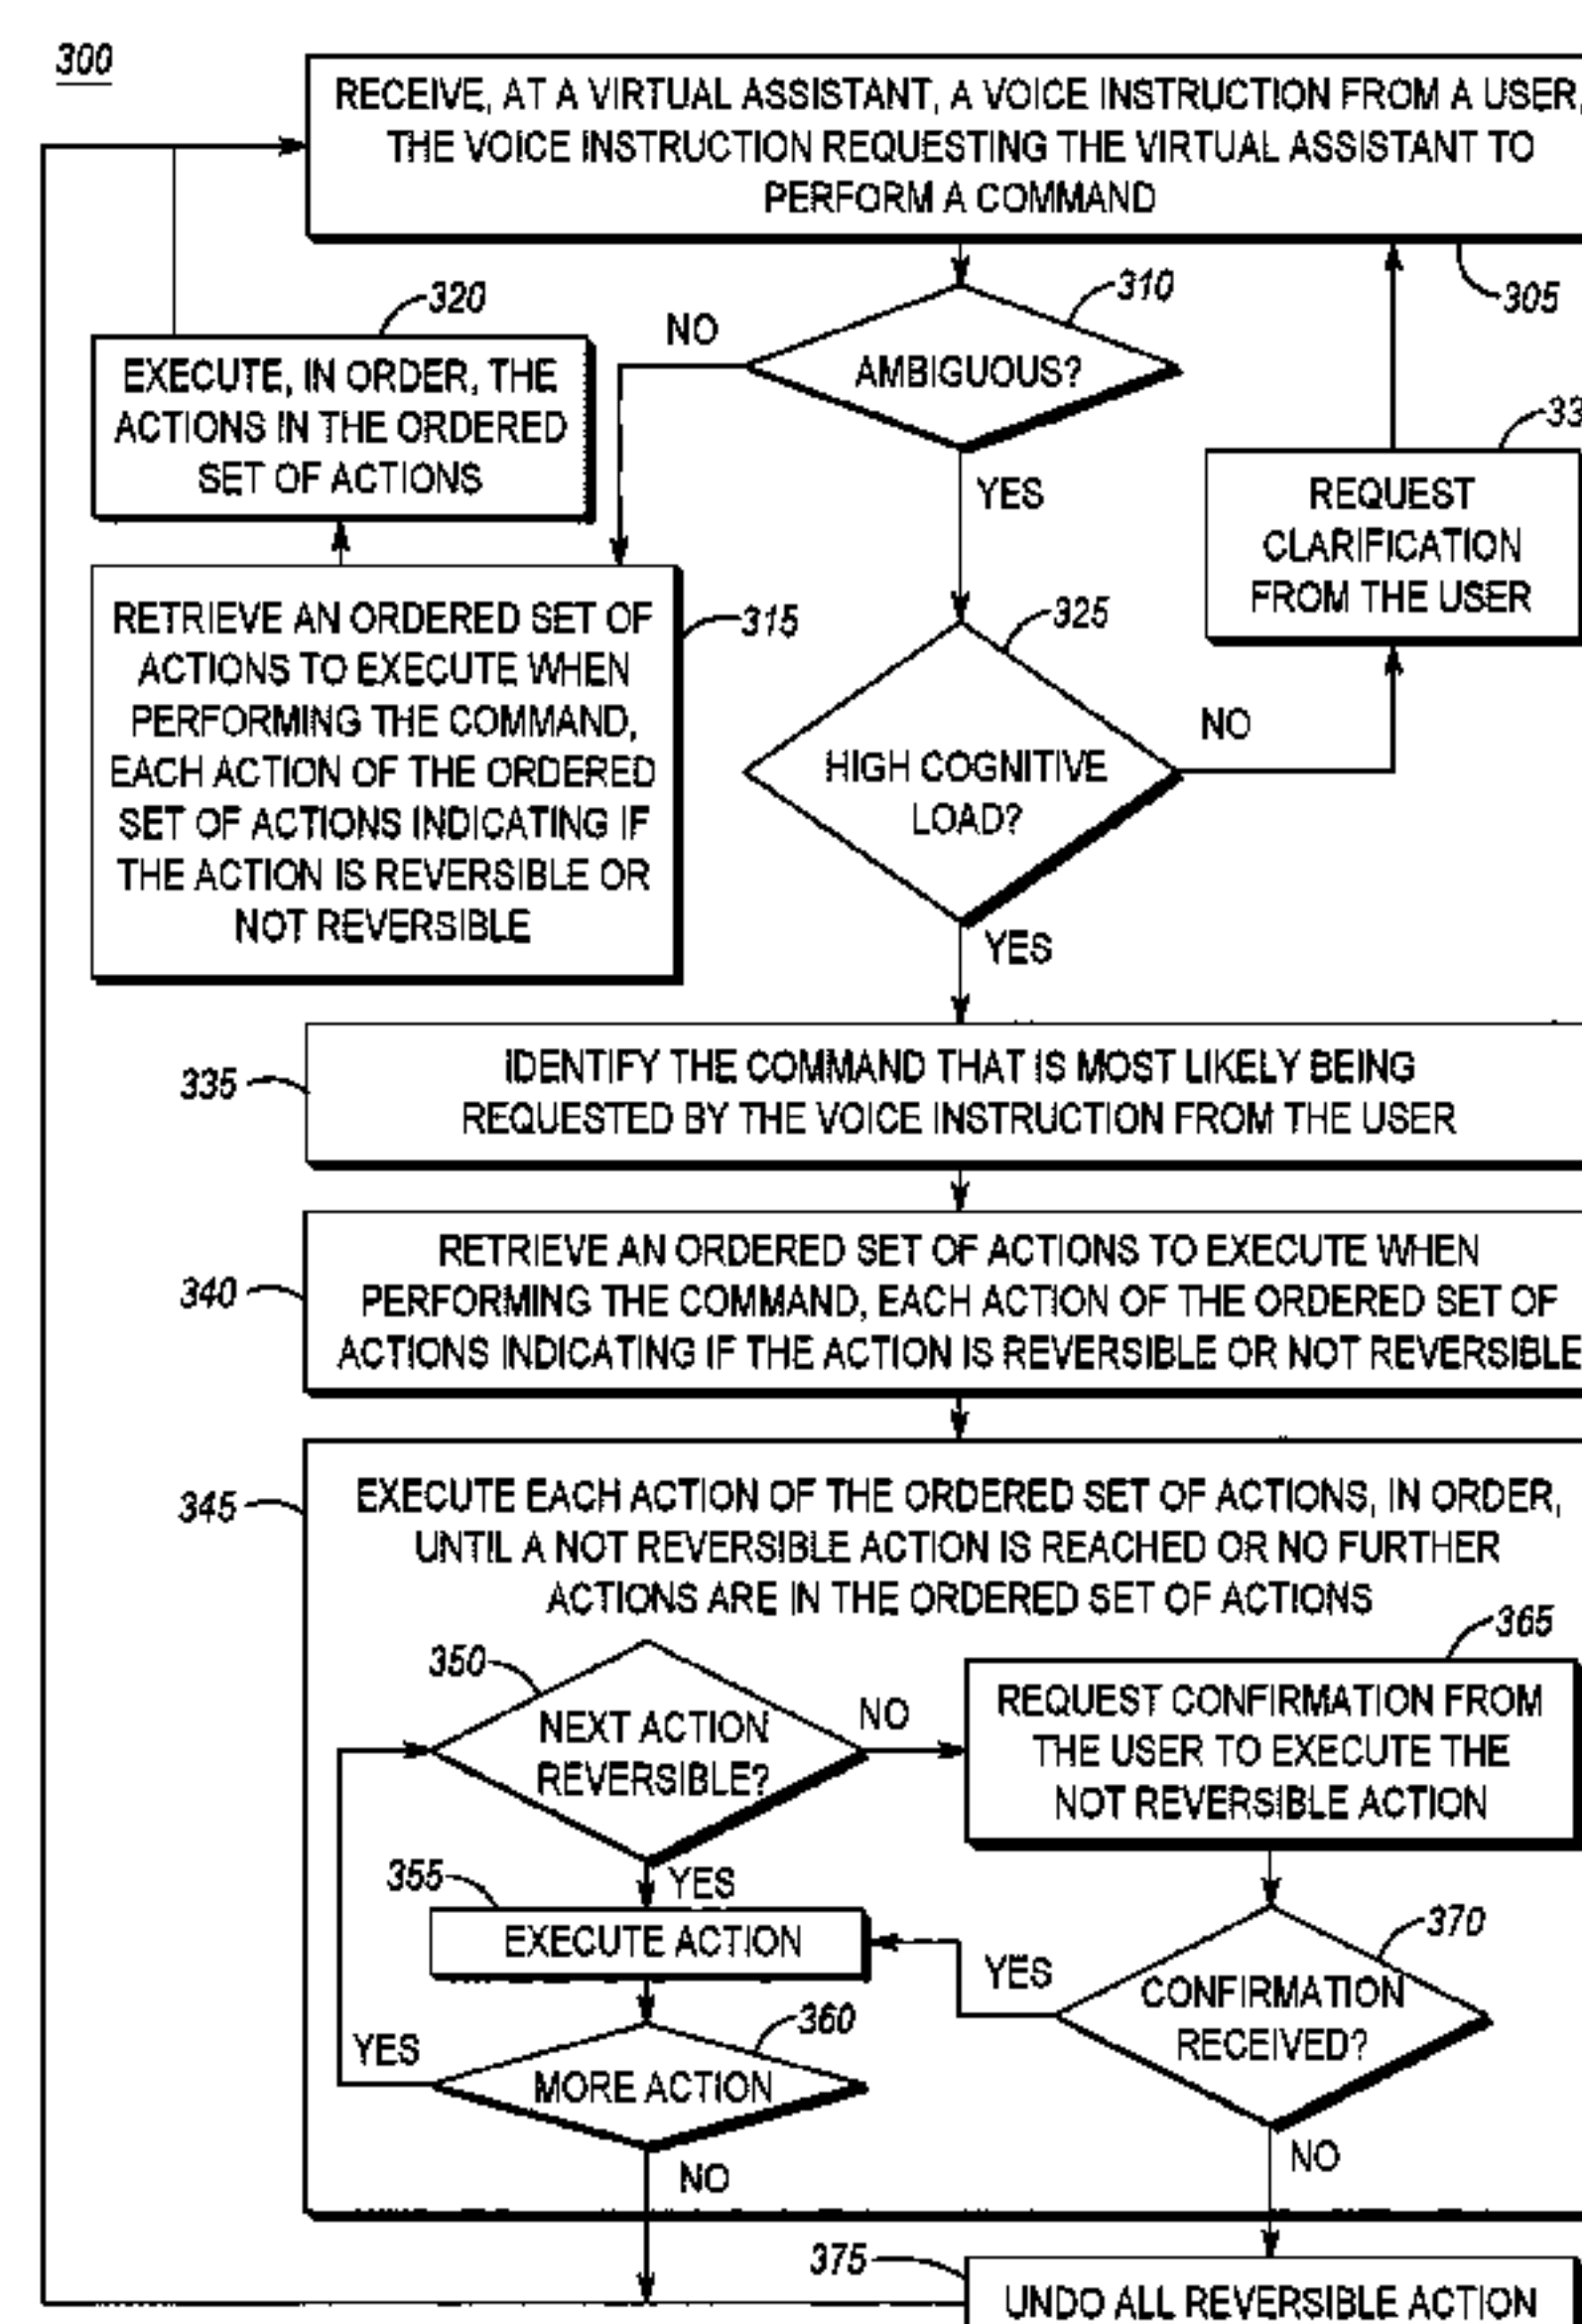 300
RECEIVE, AT A VIRTUAL ASSISTANT, A VOICE INSTRUCTION FROM A USER,
THE VOICE INSTRUCTION REQUESTING THE VIRTUAL ASSISTANT TO
PERFORM A COMMAND
305
310
AMBIGUOUS?
NO
YES
320
EXECUTE, IN ORDER, THE
ACTIONS IN THE ORDERED
SET OF ACTIONS
315
RETRIEVE AN ORDERED SET OF
ACTIONS TO EXECUTE WHEN
PERFORMING THE COMMAND,
EACH ACTION OF THE ORDERED
SET OF ACTIONS INDICATING IF
THE ACTION IS REVERSIBLE OR
NOT REVERSIBLE
REQUEST
CLARIFICATION
FROM THE USER
325
HIGH COGNITIVE
LOAD?
NO
YES
335
IDENTIFY THE COMMAND THAT IS MOST LIKELY BEING
REQUESTED BY THE VOICE INSTRUCTION FROM THE USER
340
RETRIEVE AN ORDERED SET OF ACTIONS TO EXECUTE WHEN
PERFORMING THE COMMAND, EACH ACTION OF THE ORDERED SET OF
ACTIONS INDICATING IF THE ACTION IS REVERSIBLE OR NOT REVERSIBLE
345
EXECUTE EACH ACTION OF THE ORDERED SET OF ACTIONS, IN ORDER,
UNTIL A NOT REVERSIBLE ACTION IS REACHED OR NO FURTHER
ACTIONS ARE IN THE ORDERED SET OF ACTIONS
350
NEXT ACTION
REVERSIBLE?
NO
YES
365
REQUEST CONFIRMATION FROM
THE USER TO EXECUTE THE
NOT REVERSIBLE ACTION
355
EXECUTE ACTION
370
CONFIRMATION
RECEIVED?
YES
NO
360
MORE ACTION
YES
NO
375
UNDO ALL REVERSIBLE ACTION